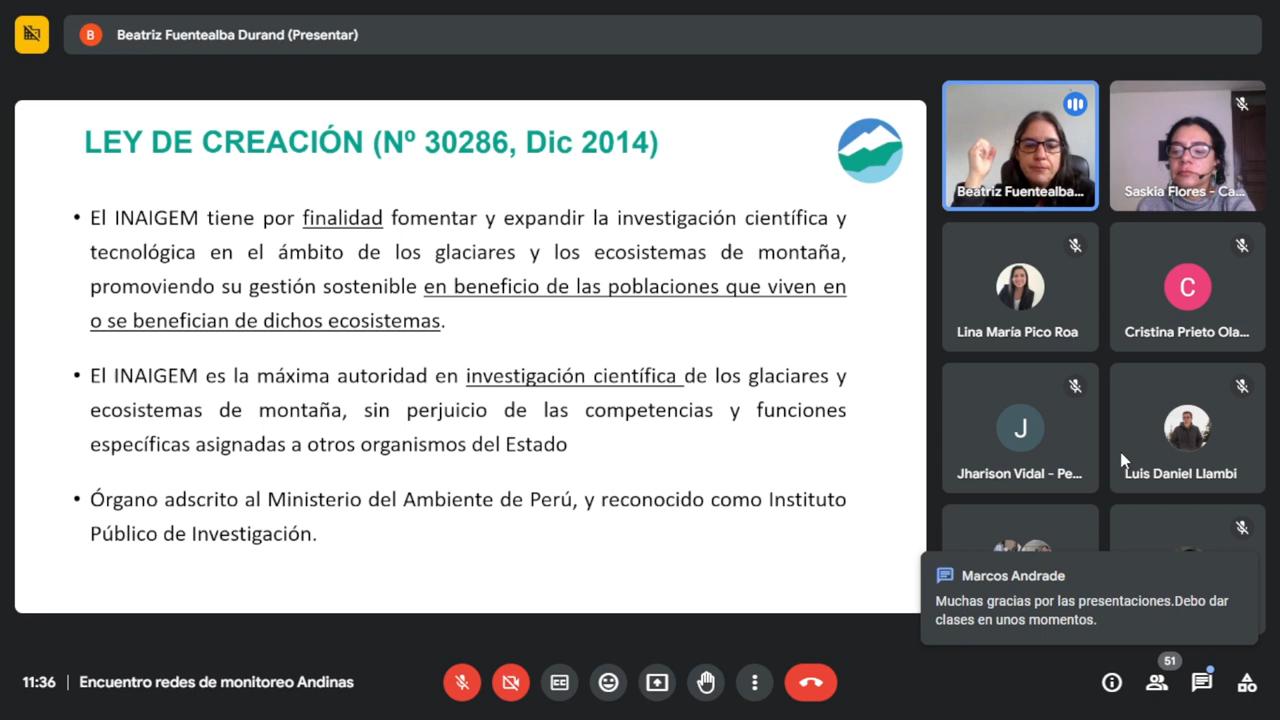 B Beatriz Fuentealba Durand (Presentar)
LEY DE CREACIÓN (Nº 30286, Dic 2014)
• El INAIGEM tiene por finalidad fomentar y expandir la investigación científica y
tecnológica en el ámbito de los glaciares y los ecosistemas de montaña,
promoviendo su gestión sostenible en beneficio de las poblaciones que viven en
o se benefician de dichos ecosistemas.
• El INAIGEM es la máxima autoridad en investigación científica de los glaciares y
ecosistemas de montaña, sin perjuicio de las competencias y funciones
específicas asignadas a otros organismos del Estado
• Órgano adscrito al Ministerio del Ambiente de Perú, y reconocido como Instituto
Público de Investigación.
Beatriz Fuentealba...
Saskia Flores - Ca...
Lina María Pico Roa
C
Cristina Prieto Ola...
J
Jharison Vidal - Pe...
Luis Daniel Llambi
Marcos Andrade
Muchas gracias por las presentaciones.Debo dar
clases en unos momentos.
11:36 | Encuentro redes de monitoreo Andinas
51